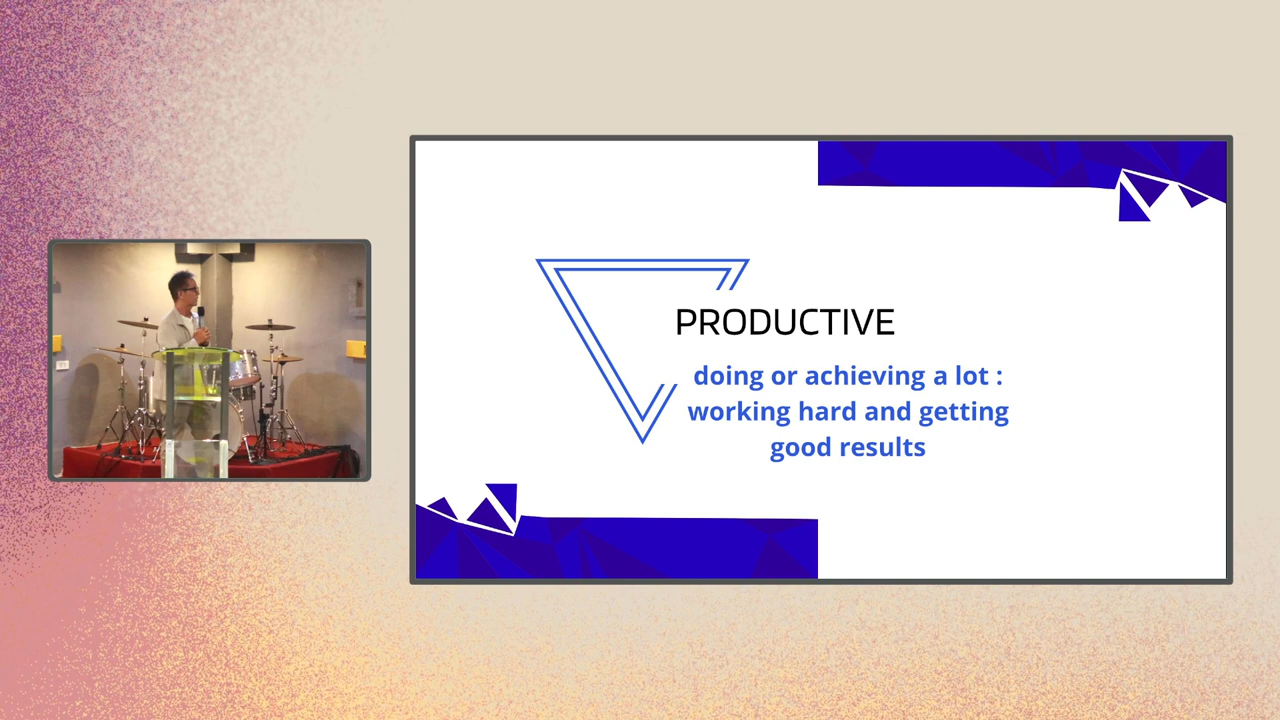 PRODUCTIVE
doing or achieving a lot :
working hard and getting
good results